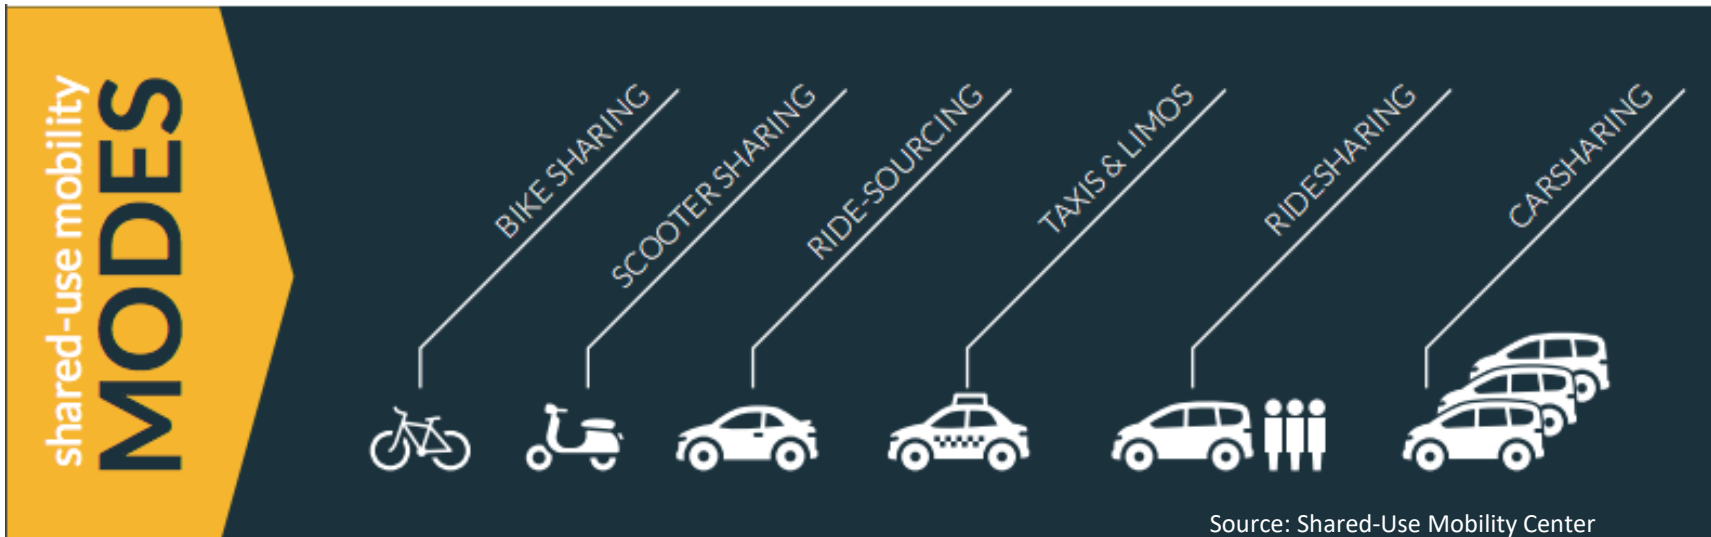 shared-use mobility
MODES
BIKE SHARING
SCOOTER SHARING
RIDE-SOURCING
TAXIS & LIMOS
RIDESHARING
CARSHARING
Source: Shared-Use Mobility Center